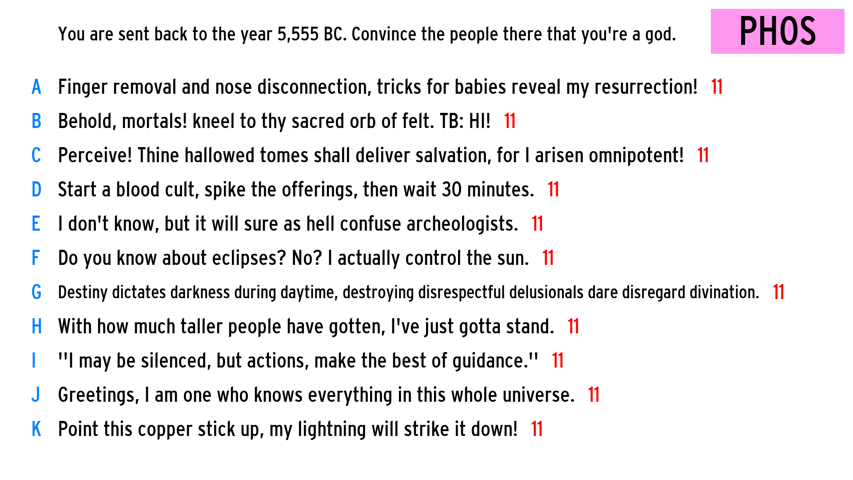 You are sent back to the year 5,555 BC. Convince the people there that you're a god. PHOS
A Finger removal and nose disconnection, tricks for babies reveal my resurrection! 11
B Behold, mortals! kneel to thy sacred orb of felt. TB: HI! 11
C Perceive! Thine hallowed tomes shall deliver salvation, for I arisen omnipotent! 11
D Start a blood cult, spike the offerings, then wait 30 minutes. 11
E I don't know, but it will sure as hell confuse archeologists. 11
F Do you know about eclipses? No? I actually control the sun. 11
G Destiny dictates darkness during daytime, destroying disrespectful delusionals dare disregard divination. 11
H With how much taller people have gotten, I've just gotta stand. 11
I "I may be silenced, but actions, make the best of guidance." 11
J Greetings, I am one who knows everything in this whole universe. 11
K Point this copper stick up, my lightning will strike it down! 11